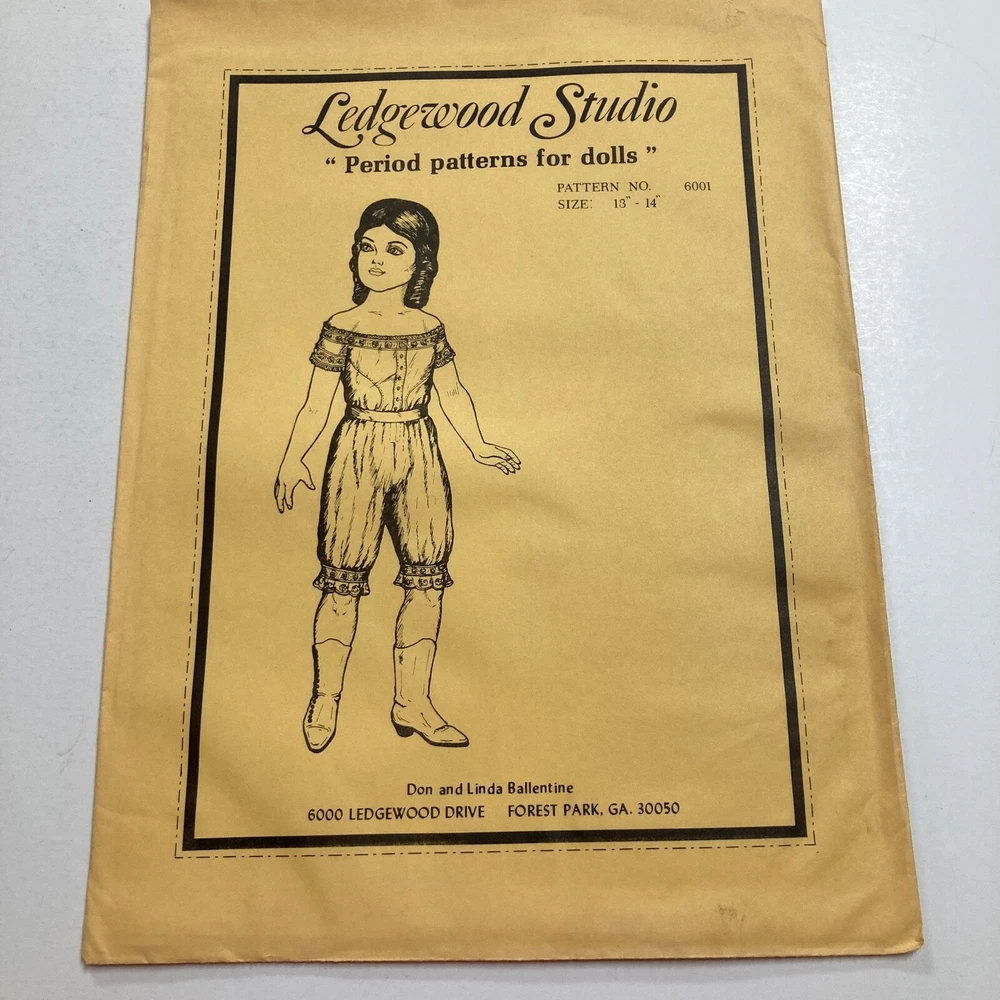 Ledgewood Studio
“ Period patterns for dolls ”
PATTERN NO. 6001
SIZE: 13" - 14"
Don and Linda Ballentine
6000 LEDGEWOOD DRIVE FOREST PARK, GA. 30050